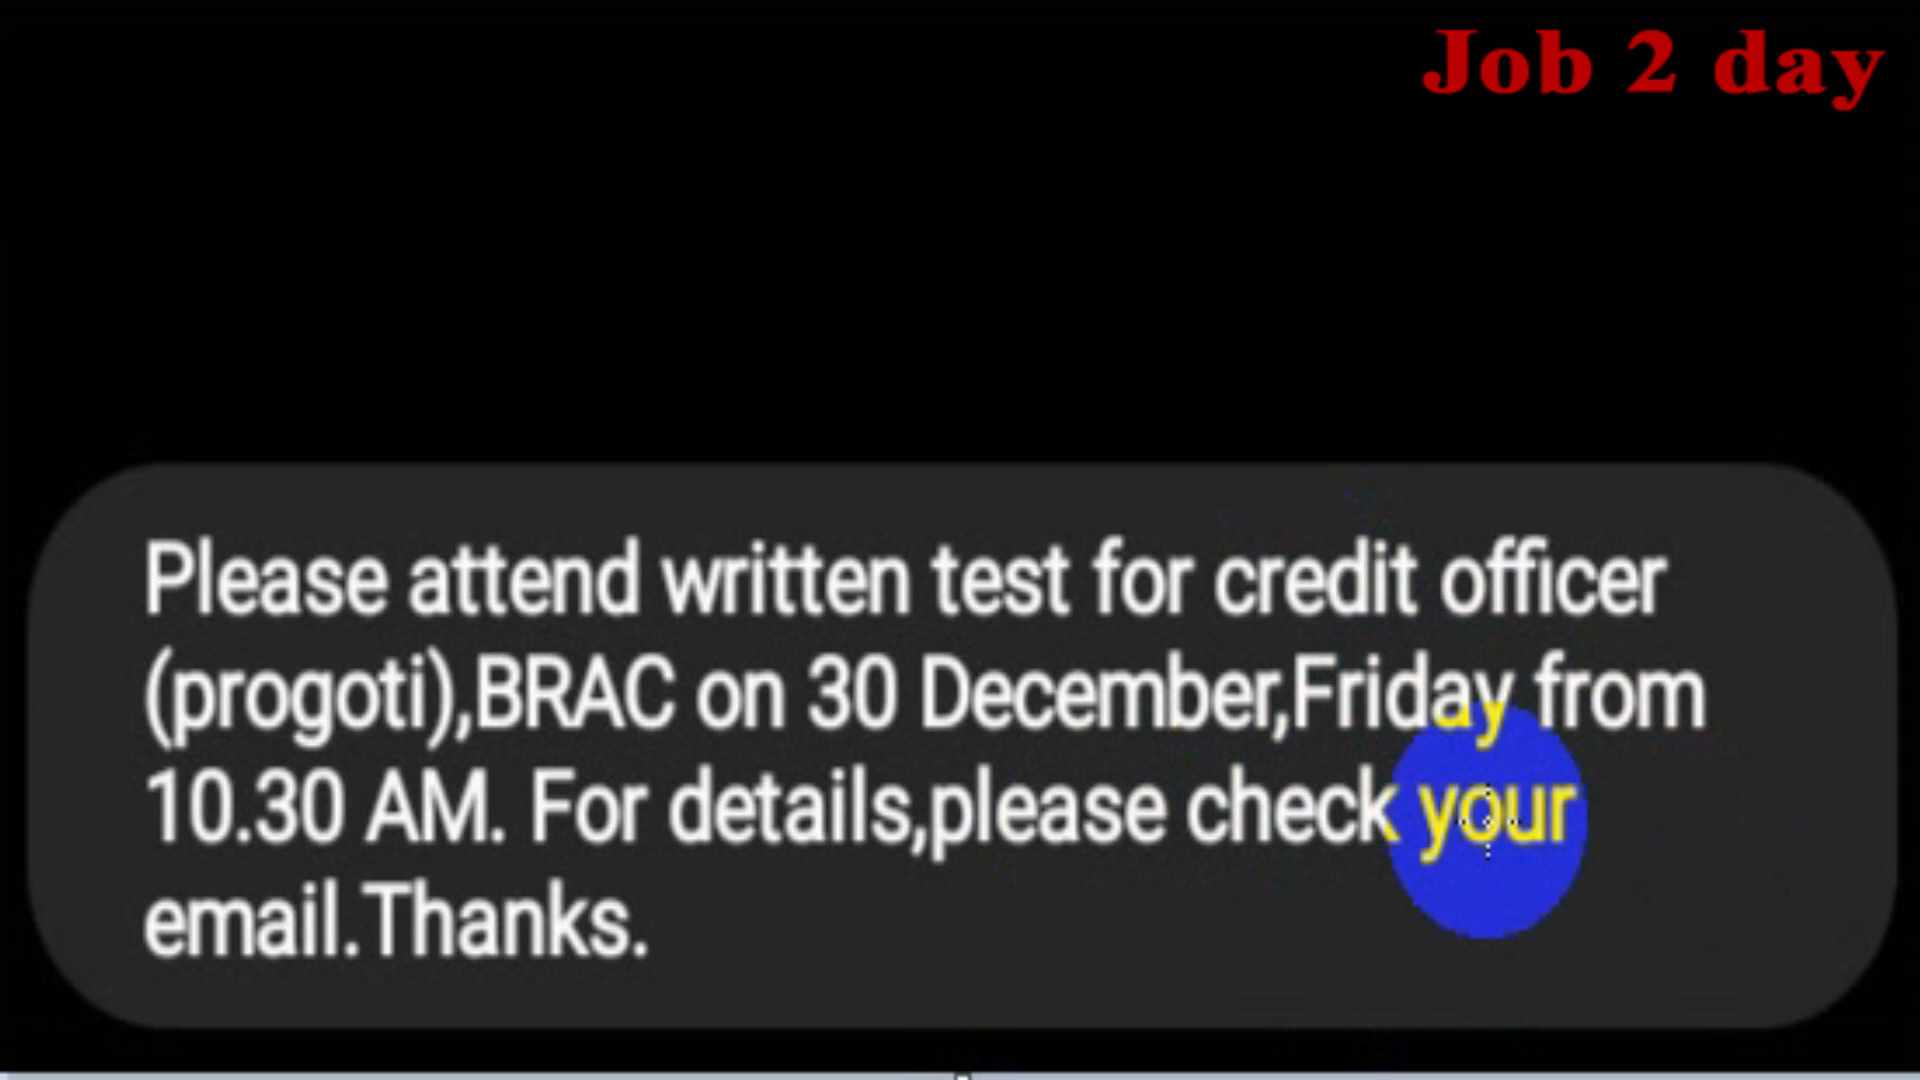 Job 2 day
Please attend written test for credit officer
(progoti),BRAC on 30 December,Friday from
10.30 AM. For details,please check your
email.Thanks.